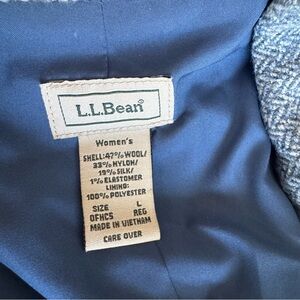 L.L.Bean®
Women's
SHELL:47%WOOL/
33%NYLON/
19%SILK/
1%ELASTOMER
LINING:
100%POLYESTER
SIZE L
OFHC5 REG
MADE IN VIETNAM
CARE OVER